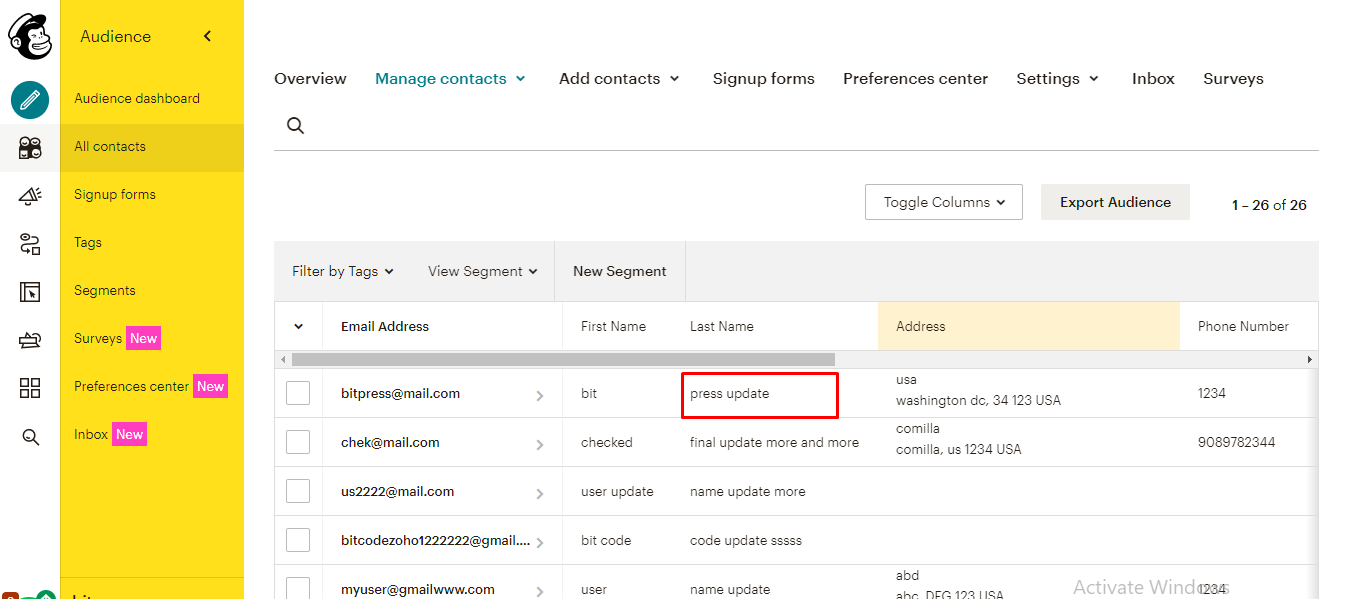 Audience
Audience dashboard
All contacts
Signup forms
Tags
Segments
Surveys New
Preferences center New
Inbox New
Overview Manage contacts Add contacts Signup forms Preferences center Settings Inbox Surveys
Toggle Columns Export Audience 1 – 26 of 26
Filter by Tags View Segment New Segment
Email Address First Name Last Name Address Phone Number
bitpress@mail.com bit press update usa 1234
washington dc, 34 123 USA
chek@mail.com checked final update more and more comilla 9089782344
comilla, us 1234 USA
us2222@mail.com user update name update more
bitcodezoho1222222@gmail.... bit code code update sssss
myuser@gmailwww.com user name update abd 1234
abc, DFG 123 USA
Activate Windows